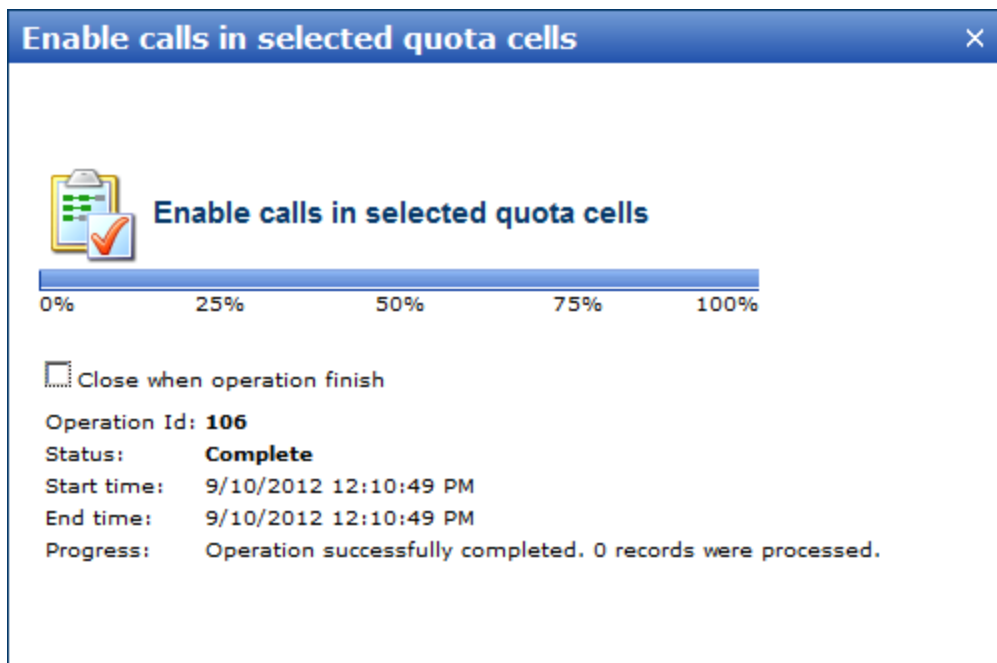 Enable calls in selected quota cells
Enable calls in selected quota cells
0% 25% 50% 75% 100%
Close when operation finish
Operation Id: 106
Status: Complete
Start time: 9/10/2012 12:10:49 PM
End time: 9/10/2012 12:10:49 PM
Progress: Operation successfully completed. 0 records were processed.